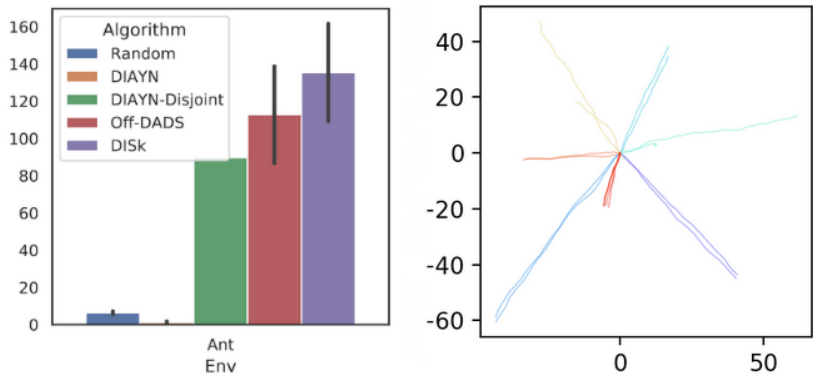 160
140
120
100
80
60
40
20
0
Algorithm
Random
DIAYN
DIAYN-Disjoint
Off-DADS
DISk
Ant
Env
40
20
0
-20
-40
-60
0
50